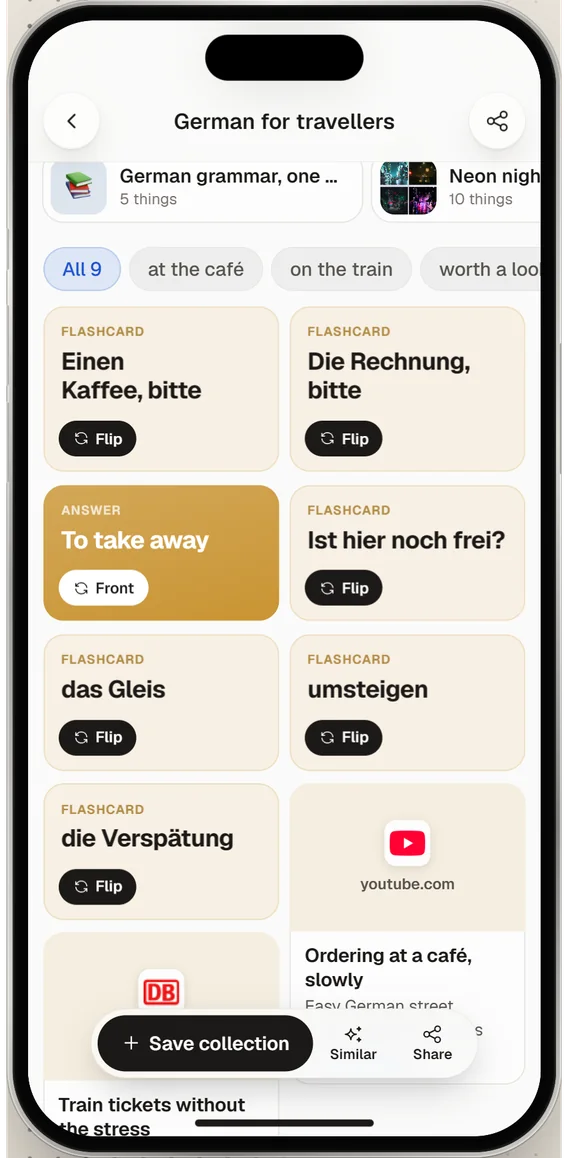 German for travellers
German grammar, one ...
5 things
Neon nigh
10 things
All 9
at the café
on the train
worth a loo
FLASHCARD
Einen
Kaffee, bitte
Flip
FLASHCARD
Die Rechnung,
bitte
Flip
ANSWER
To take away
Front
FLASHCARD
Ist hier noch frei?
Flip
FLASHCARD
das Gleis
Flip
FLASHCARD
umsteigen
Flip
FLASHCARD
die Verspätung
Flip
youtube.com
Ordering at a café,
slowly
Easy German street
DB
Save collection
Similar
Share
Train tickets without
the stress